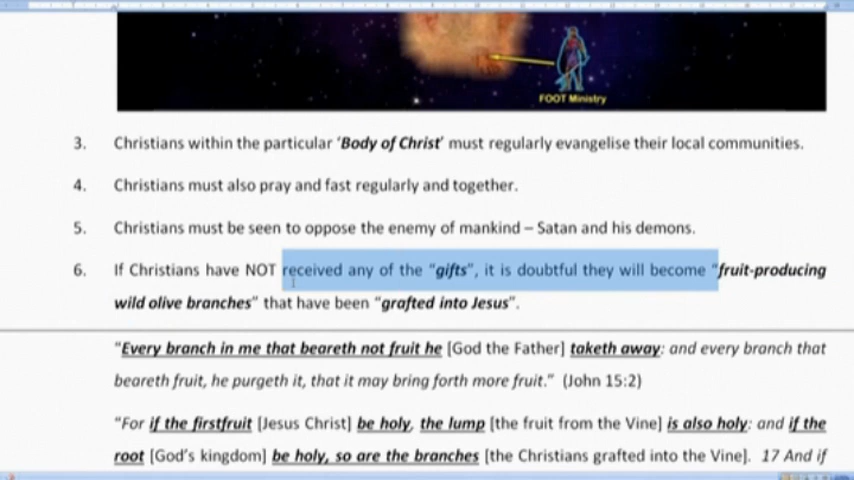 FOOT Ministry
3. Christians within the particular 'Body of Christ' must regularly evangelise their local communities.
4. Christians must also pray and fast regularly and together.
5. Christians must be seen to oppose the enemy of mankind – Satan and his demons.
6. If Christians have NOT received any of the "gifts", it is doubtful they will become "fruit-producing
wild olive branches" that have been "grafted into Jesus".
"Every branch in me that beareth not fruit he [God the Father] taketh away: and every branch that
beareth fruit, he purgeth it, that it may bring forth more fruit." (John 15:2)
"For if the firstfruit [Jesus Christ] be holy, the lump [the fruit from the Vine] is also holy: and if the
root [God's kingdom] be holy, so are the branches [the Christians grafted into the Vine]. 17 And if